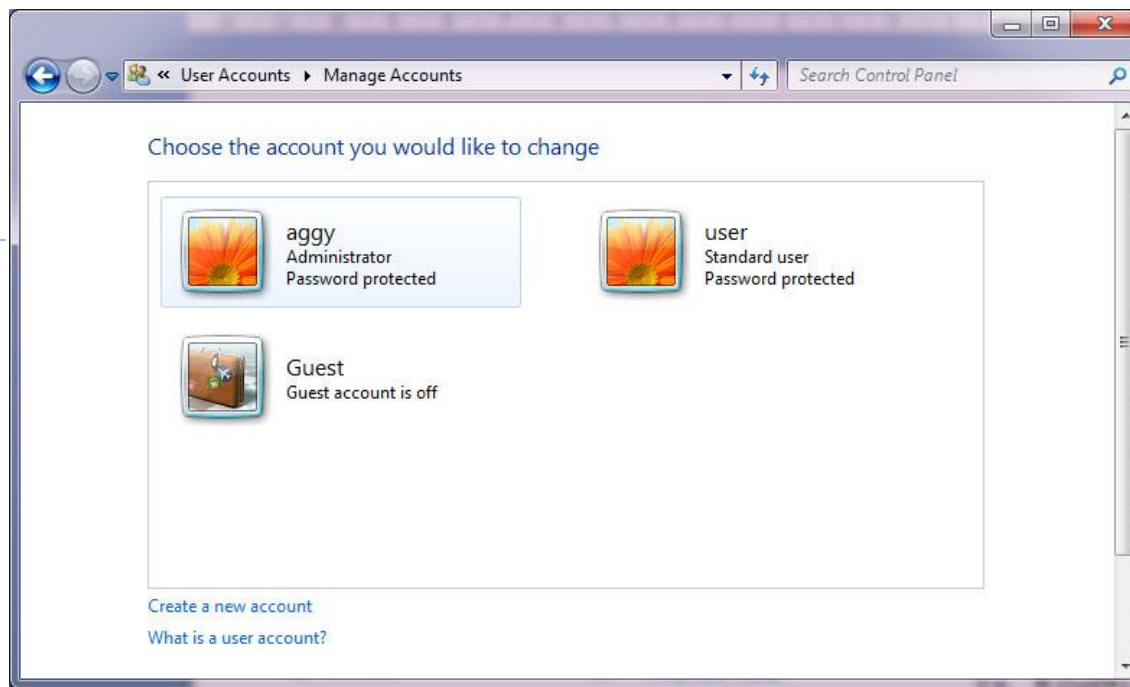 « User Accounts ▸ Manage Accounts
Search Control Panel
Choose the account you would like to change
aggy
Administrator
Password protected
user
Standard user
Password protected
Guest
Guest account is off
Create a new account
What is a user account?